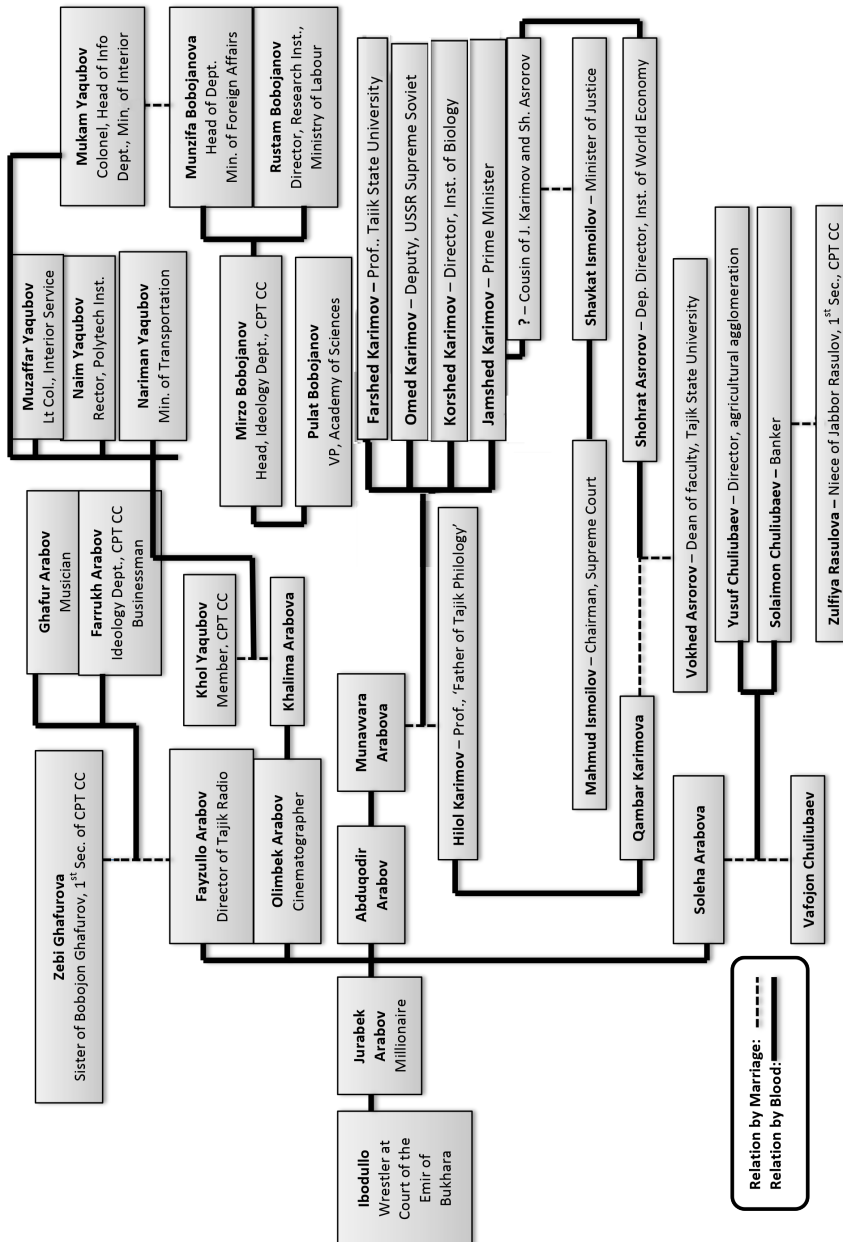 Zebi Ghafurova
Sister of Bobojon Ghafurov, 1st Sec. of CPT CC
Ghafur Arabov
Musician
Farrukh Arabov
Ideology Dept., CPT CC
Businessman
Muzaffar Yaqubov
Lt Col., Interior Service
Naim Yaqubov
Rector, Polytech Inst.
Nariman Yaqubov
Min. of Transportation
Mukam Yaqubov
Colonel, Head of Info
Dept., Min. of Interior
Fayzullo Arabov
Director of Tajik Radio
Olimbek Arabov
Cinematographer
Khol Yaqubov
Member, CPT CC
Khalima Arabova
Mirzo Bobojanov
Head, Ideology Dept., CPT CC
Pulat Bobojanov
VP, Academy of Sciences
Munzifa Bobojanova
Head of Dept.
Min. of Foreign Affairs
Rustam Bobojanov
Director, Research Inst.,
Ministry of Labour
Ibodullo
Wrestler at
Court of the
Emir of
Bukhara
Jurabek
Arabov
Millionaire
Abduqodir
Arabov
Munavvara
Arabova
Farshed Karimov – Prof.. Taiik State University
Omed Karimov – Deputy, USSR Supreme Soviet
Korshed Karimov – Director, Inst. of Biology
Jamshed Karimov – Prime Minister
Hilol Karimov – Prof., 'Father of Tajik Philology'
? – Cousin of J. Karimov and Sh. Asrorov
Mahmud Ismoilov – Chairman, Supreme Court
Shavkat Ismoilov – Minister of Justice
Qambar Karimova
Shohrat Asrorov – Dep. Director, Inst. of World Economy
Soleha Arabova
Vokhed Asrorov – Dean of faculty, Tajik State University
Yusuf Chuliubaev – Director, agricultural agglomeration
Solaimon Chuliubaev – Banker
Vafojon Chuliubaev
Zulfiya Rasulova – Niece of Jabbor Rasulov, 1st Sec., CPT CC
Relation by Marriage:
Relation by Blood: